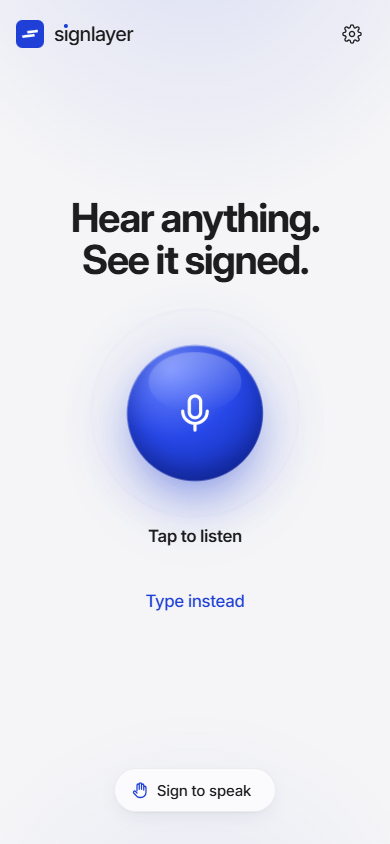 signlayer
Hear anything.
See it signed.
Tap to listen
Type instead
Sign to speak